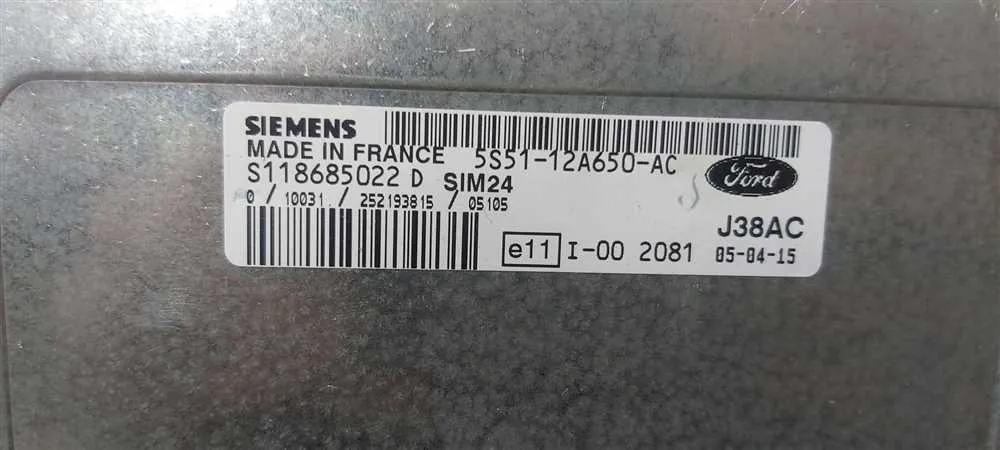 SIEMENS
MADE IN FRANCE 5S51-12A650-AC
S118685022 D SIM24
0 / 10031 / 252193815 / 05105
Ford
J38AC
e11 I-00 2081 05-04-15